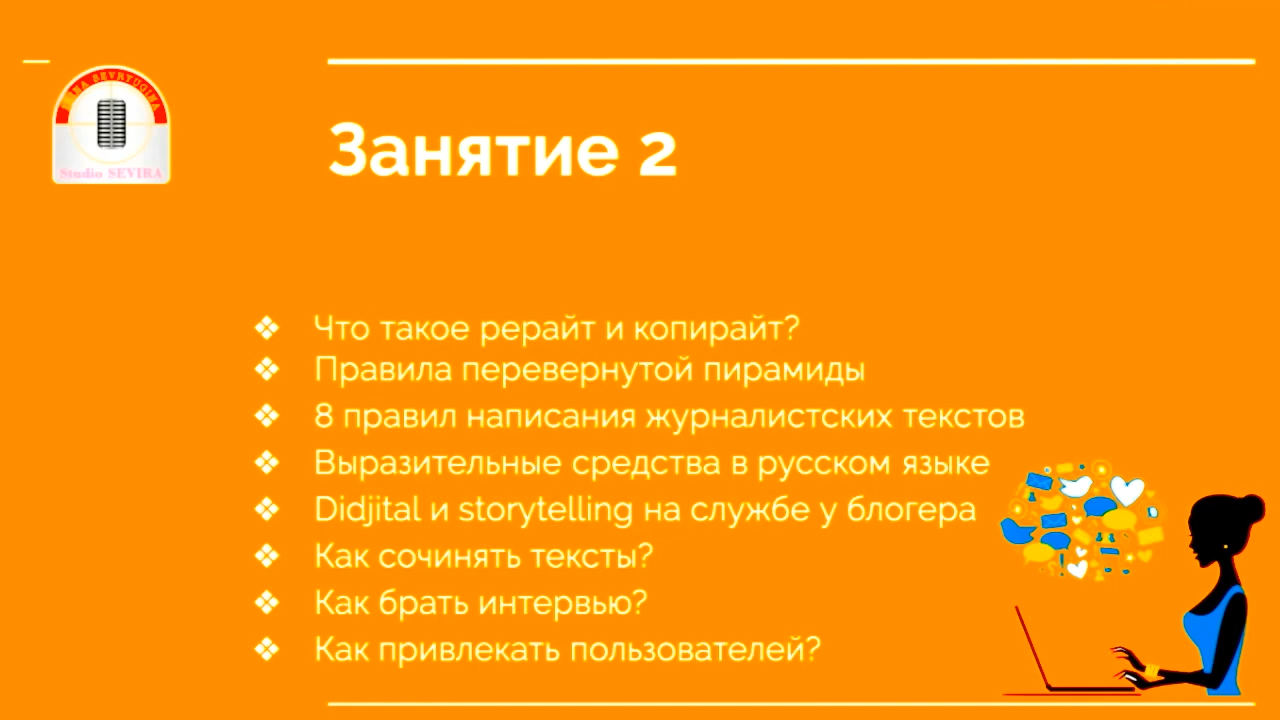 SEVRYUGINA
Studio SEVIRA
Занятие 2
❖ Что такое рерайт и копирайт?
❖ Правила перевернутой пирамиды
❖ 8 правил написания журналистских текстов
❖ Выразительные средства в русском языке
❖ Didjital и storytelling на службе у блогера
❖ Как сочинять тексты?
❖ Как брать интервью?
❖ Как привлекать пользователей?